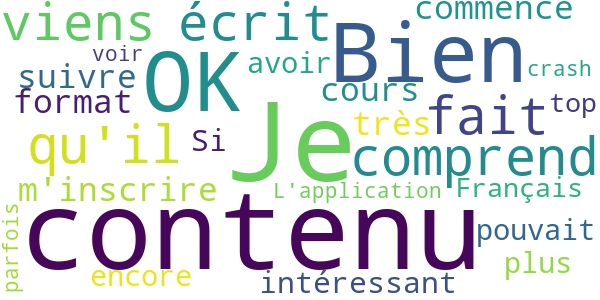 viens écrit commence
voir OK Bien
suivre avoir crash
format Je cours fait top
qu'il Si très comprend
m'inscrire L'application Français
contenu pouvait
parfois encore intéressant plus